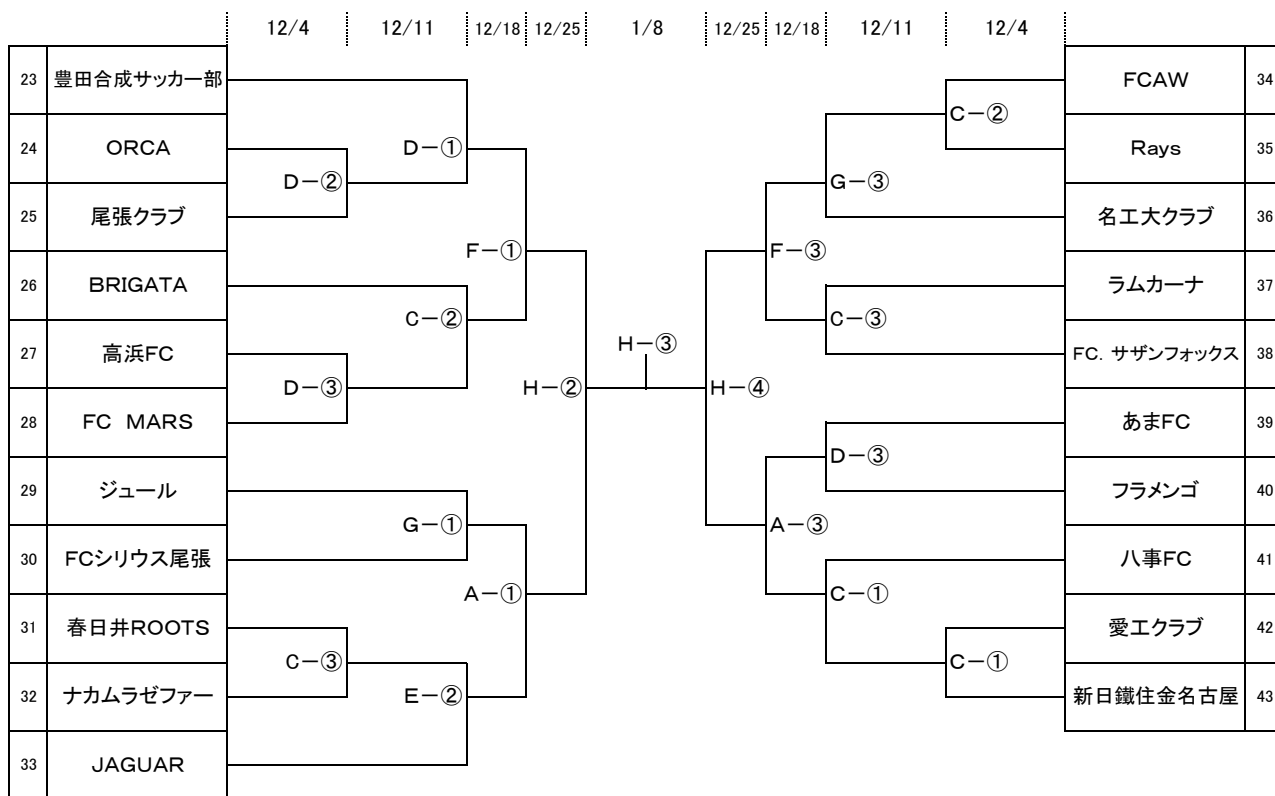 12/4 12/11 12/18 12/25 1/8 12/25 12/18 12/11 12/4
23 豊田合成サッカー部 FCAW 34
C－②
24 ORCA D－① Rays 35
D－② G－③
25 尾張クラブ 名工大クラブ 36
F－① F－③
26 BRIGATA ラムカーナ 37
C－② C－③
27 高浜FC H－③ FC．サザンフォックス 38
D－③ H－② H－④
28 FC　MARS あまFC 39
D－③
29 ジュール フラメンゴ 40
G－① A－③
30 FCシリウス尾張 八事FC 41
A－① C－①
31 春日井ROOTS 愛工クラブ 42
C－③ C－①
32 ナカムラゼファー E－② 新日鐵住金名古屋 43
33 JAGUAR